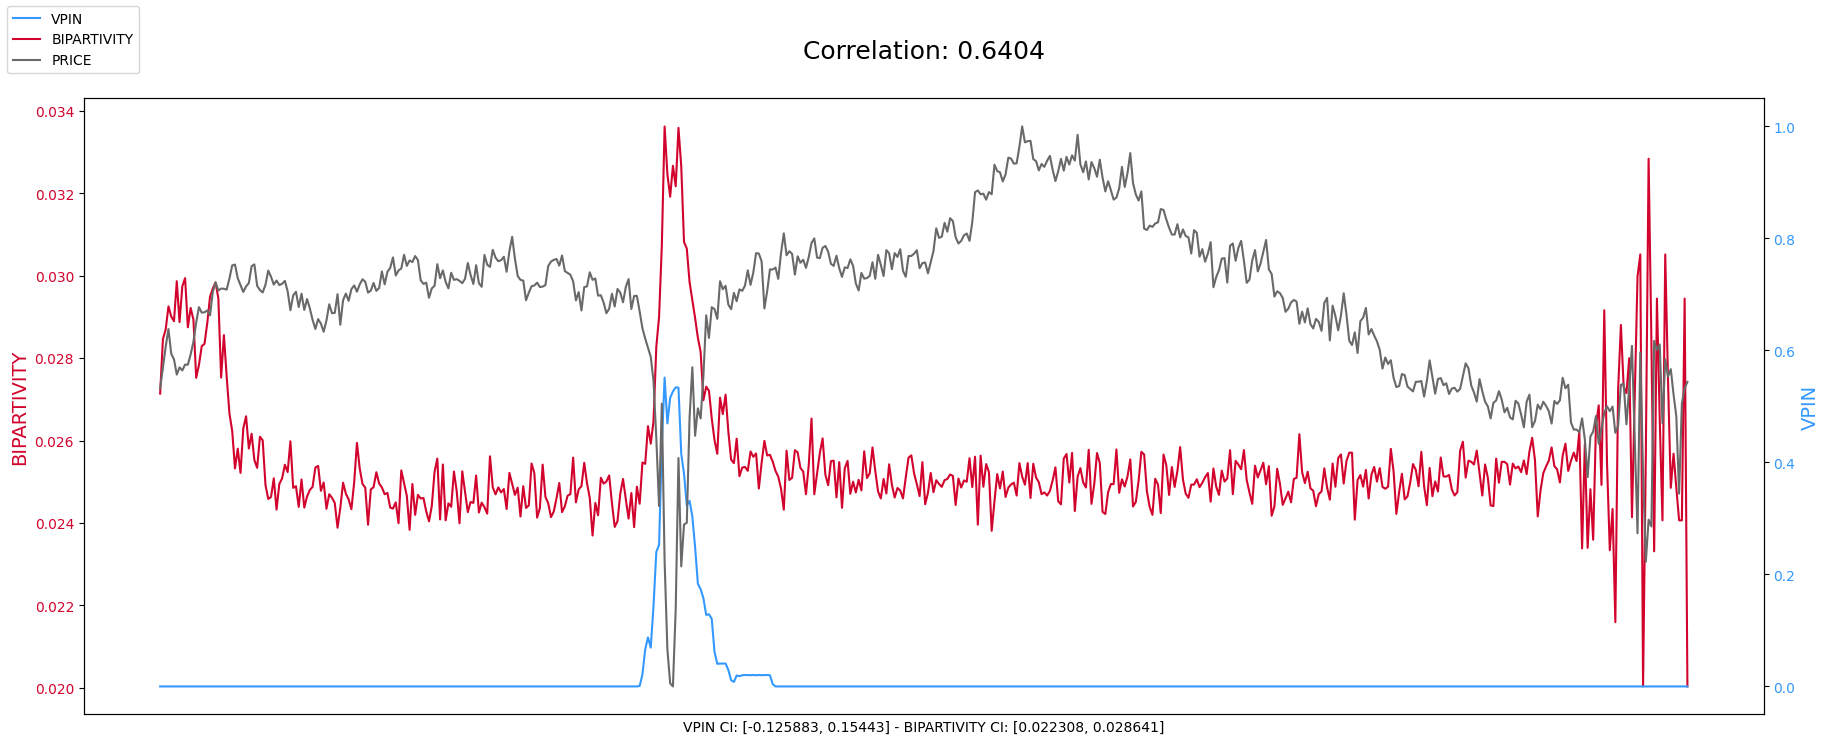 VPIN
BIPARTIVITY
PRICE
Correlation: 0.6404
BIPARTIVITY
0.034
0.032
0.030
0.028
0.026
0.024
0.022
0.020
1.0
0.8
0.6
0.4
0.2
0.0
VPIN
VPIN CI: [-0.125883, 0.15443] - BIPARTIVITY CI: [0.022308, 0.028641]